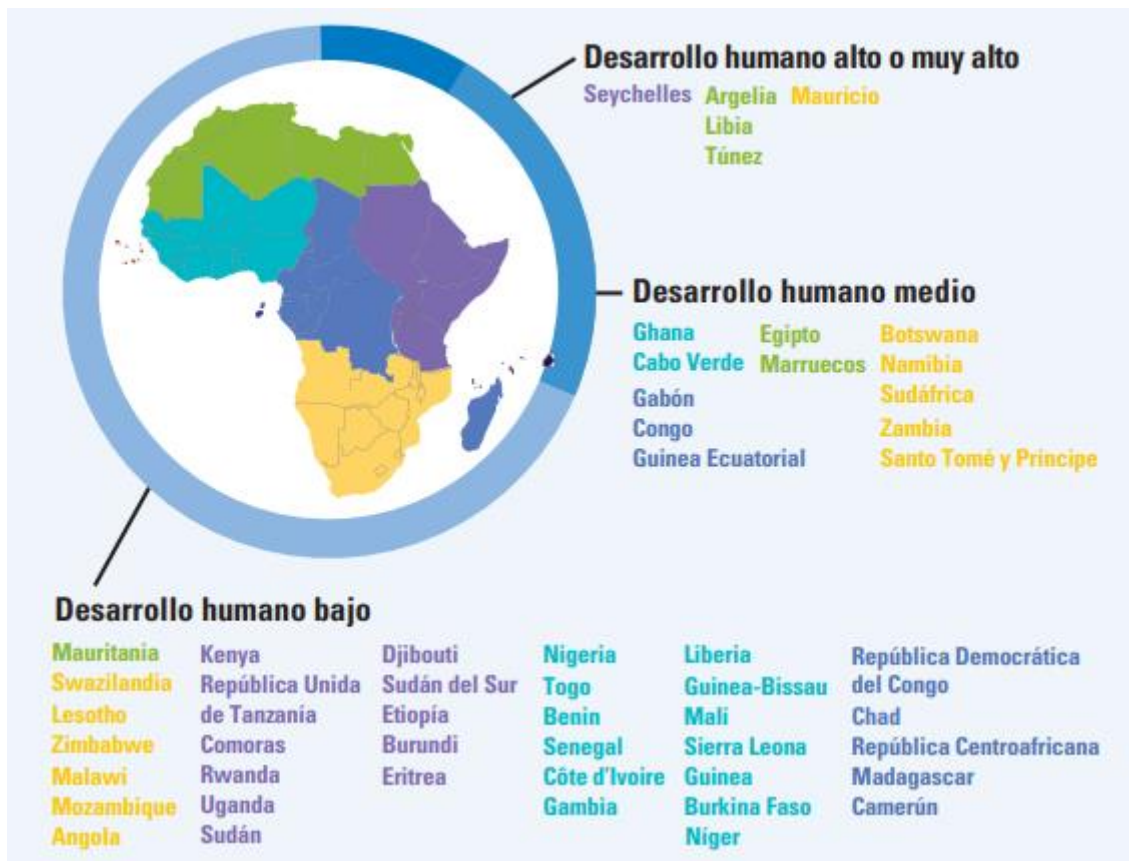 Desarrollo humano alto o muy alto
Seychelles Argelia Mauricio
Libia
Túnez
Desarrollo humano medio
Ghana Egipto Botswana
Cabo Verde Marruecos Namibia
Gabón Sudáfrica
Congo Zambia
Guinea Ecuatorial Santo Tomé y Príncipe
Desarrollo humano bajo
Mauritania Kenya Djibouti Nigeria Liberia República Democrática
Swazilandia República Unida Sudán del Sur Togo Guinea-Bissau del Congo
Lesotho de Tanzanía Etiopía Benin Malí Chad
Zimbabwe Comoras Burundi Senegal Sierra Leona República Centroafricana
Malawi Rwanda Eritrea Côte d'Ivoire Guinea Madagascar
Mozambique Uganda Gambia Burkina Faso Camerún
Angola Sudán Níger